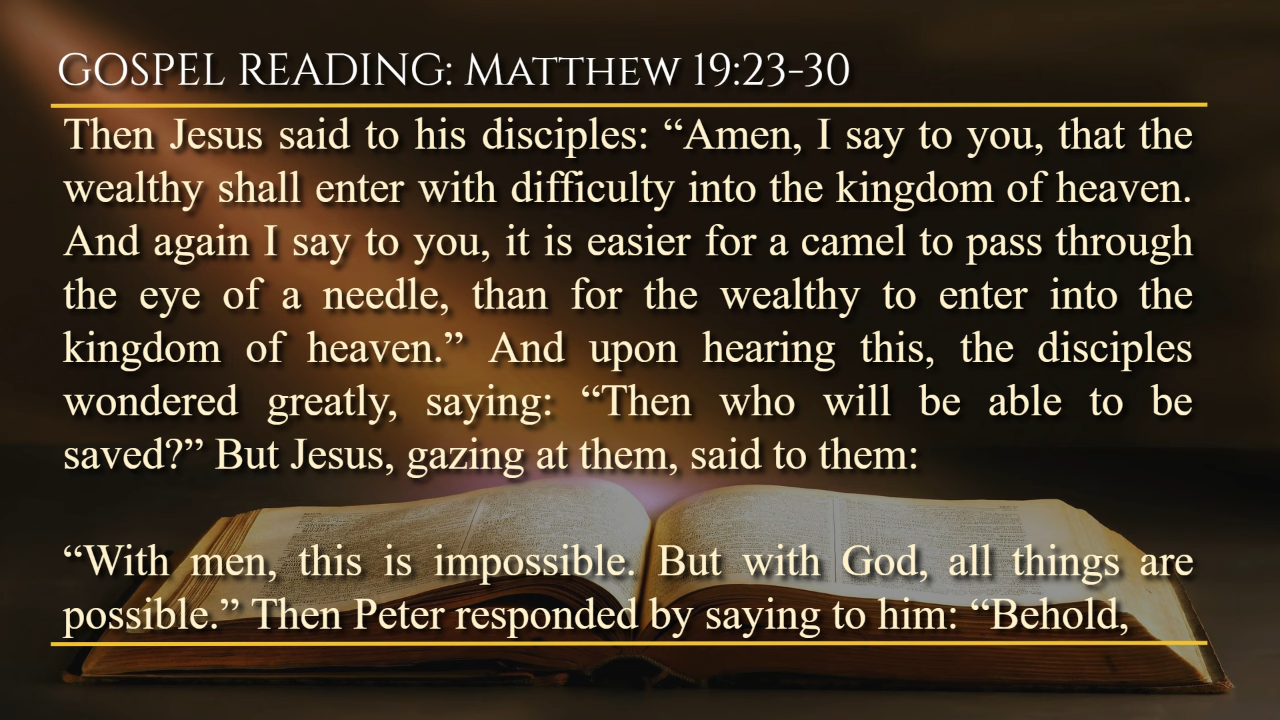 GOSPEL READING: MATTHEW 19:23-30
Then Jesus said to his disciples: “Amen, I say to you, that the
wealthy shall enter with difficulty into the kingdom of heaven.
And again I say to you, it is easier for a camel to pass through
the eye of a needle, than for the wealthy to enter into the
kingdom of heaven.” And upon hearing this, the disciples
wondered greatly, saying: “Then who will be able to be
saved?” But Jesus, gazing at them, said to them:
“With men, this is impossible. But with God, all things are
possible.” Then Peter responded by saying to him: “Behold,